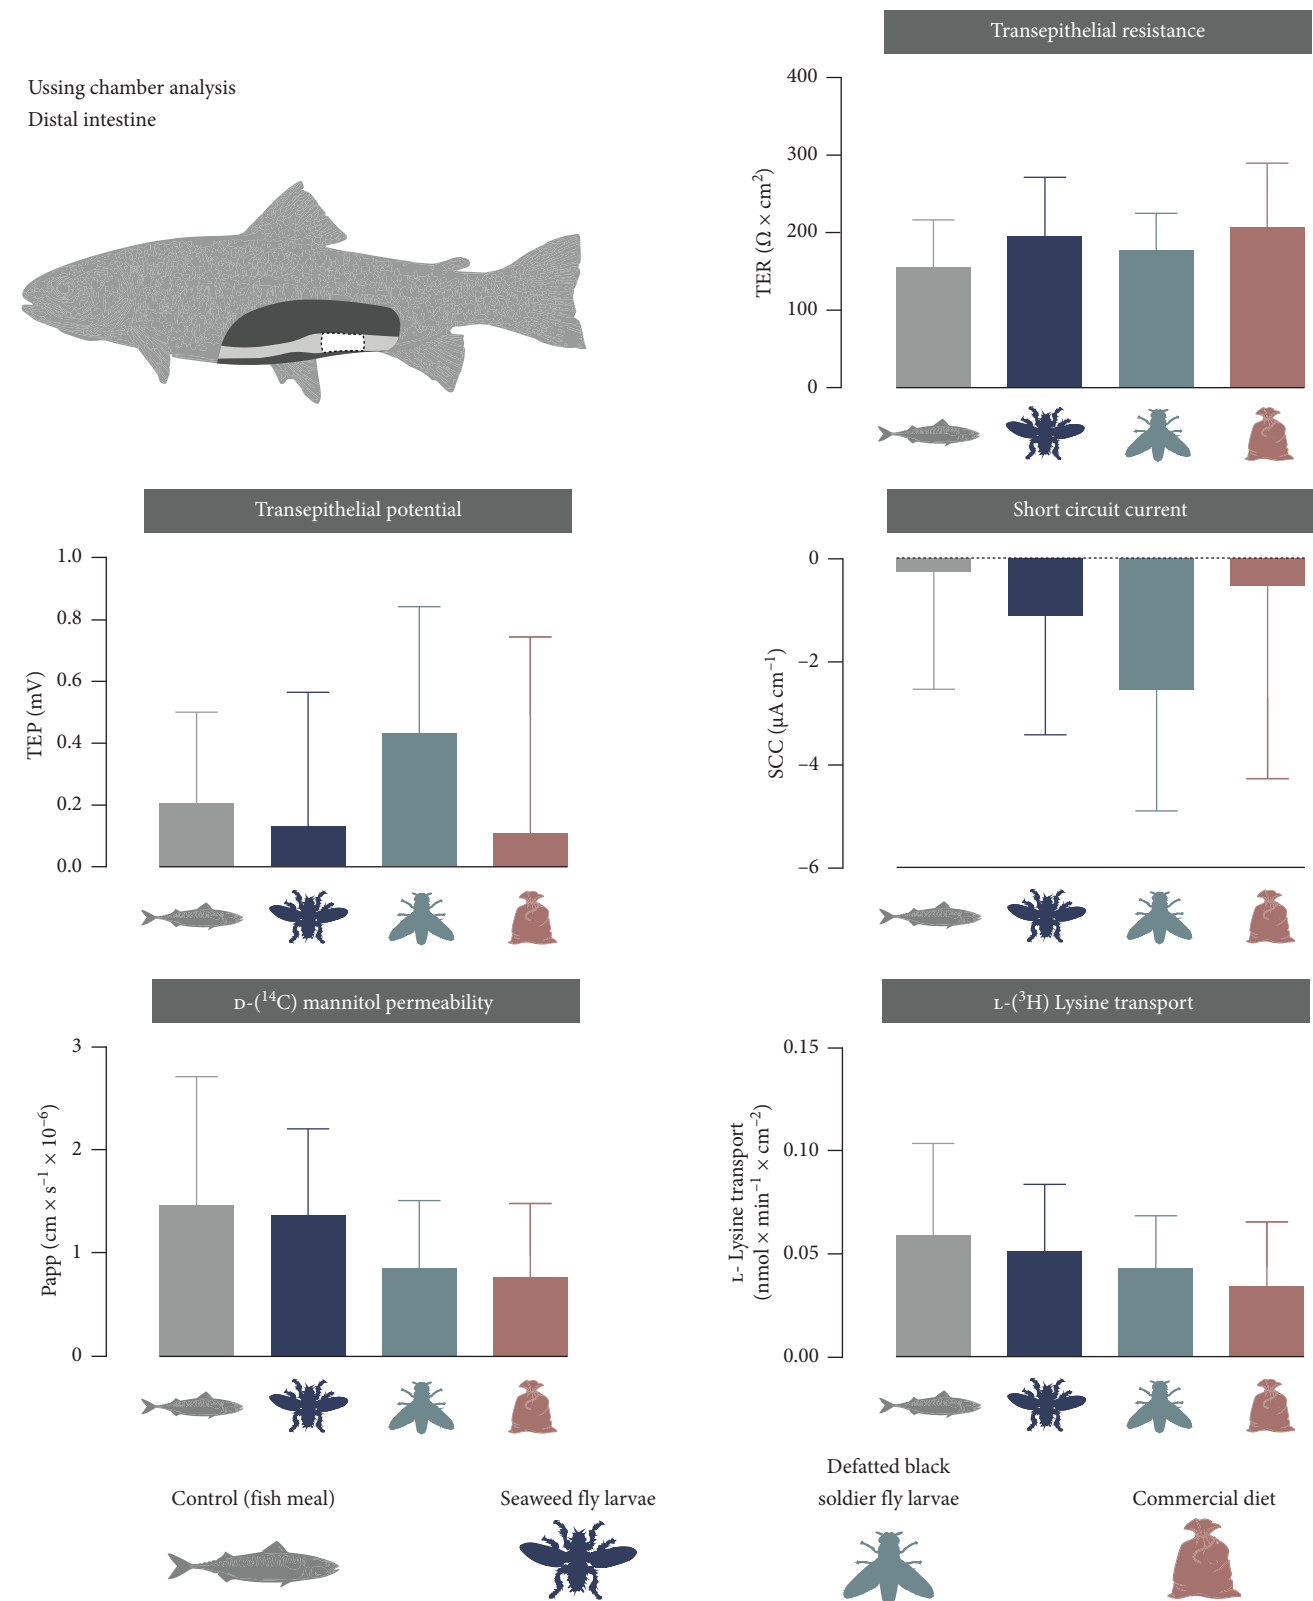 Ussing chamber analysis
Distal intestine
Transepithelial resistance
400
300
200
100
0
TER (Ω × cm²)
Transepithelial potential
1.0
0.8
0.6
0.4
0.2
0.0
TEP (mV)
Short circuit current
0
–2
–4
–6
SCC (μA cm⁻¹)
D-(¹⁴C) mannitol permeability
3
2
1
0
Papp (cm × s⁻¹ × 10⁻⁶)
L-(³H) Lysine transport
0.15
0.10
0.05
0.00
L- Lysine transport
(nmol × min⁻¹ × cm⁻²)
Control (fish meal)
Seaweed fly larvae
Defatted black
soldier fly larvae
Commercial diet